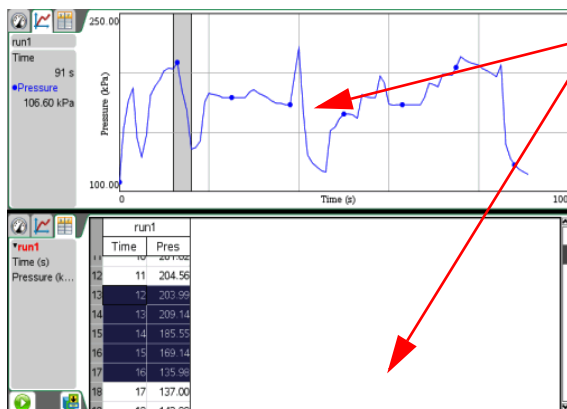 run1
Time
91 s
Pressure
106.60 kPa
250.00
Pressure (kPa)
100.00
0
Time (s)
100
run1
Time (s)
Pressure (k...
run1
Time Pres
12 11 204.56
13 12 203.99
14 13 209.14
15 14 185.55
16 15 169.14
17 16 135.98
18 17 137.00